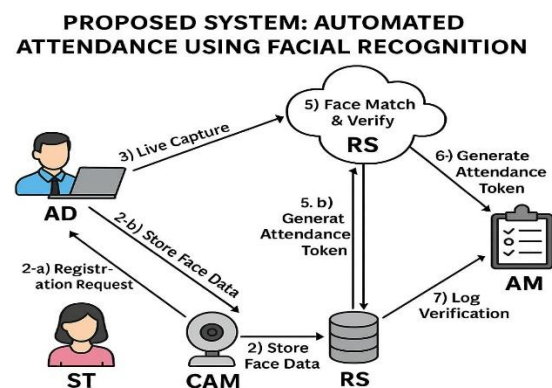 PROPOSED SYSTEM: AUTOMATED
ATTENDANCE USING FACIAL RECOGNITION
5) Face Match
& Verify
RS
3) Live Capture
AD
6-) Generate
Attendance
Token
5. b)
Generat
Attendance
Token
2-b) Store Face Data
2-a) Registr-
ation Request
AM
7) Log
Verification
2) Store
Face Data
ST
CAM
RS